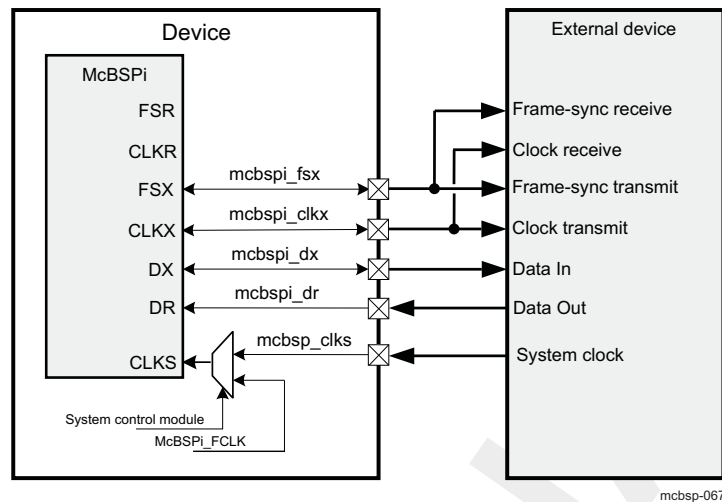 Device
External device
McBSPi
FSR
Frame-sync receive
CLKR
Clock receive
FSX
mcbspi_fsx
Frame-sync transmit
CLKX
mcbspi_clkx
Clock transmit
DX
mcbspi_dx
Data In
DR
mcbspi_dr
Data Out
CLKS
mcbsp_clks
System clock
System control module
McBSPi_FCLK
mcbsp-067